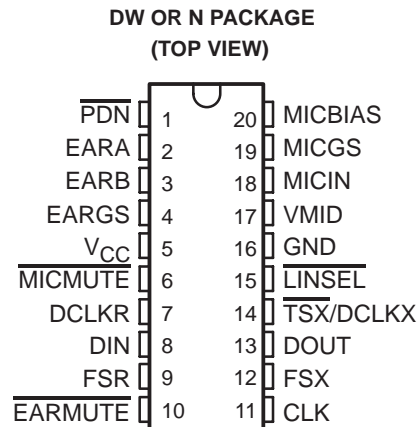 DW OR N PACKAGE
(TOP VIEW)
PDN 1 20 MICBIAS
EARA 2 19 MICGS
EARB 3 18 MICIN
EARGS 4 17 VMID
VCC 5 16 GND
MICMUTE 6 15 LINSEL
DCLKR 7 14 TSX/DCLKX
DIN 8 13 DOUT
FSR 9 12 FSX
EARMUTE 10 11 CLK